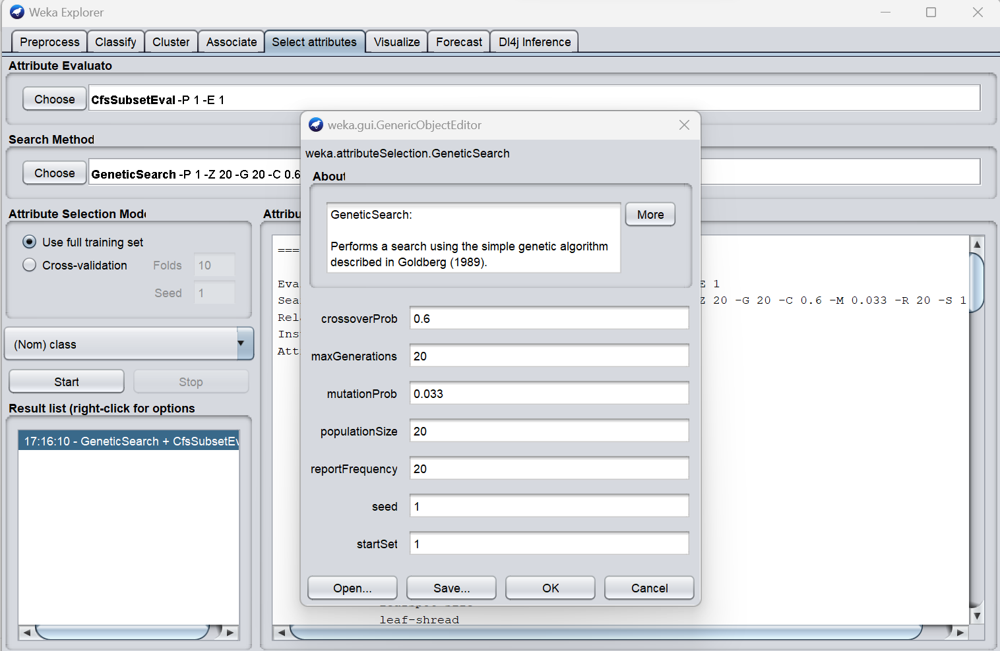 Weka Explorer
Preprocess Classify Cluster Associate Select attributes Visualize Forecast Dl4j Inference
Attribute Evaluato
Choose CfsSubsetEval -P 1 -E 1
Search Method
Choose GeneticSearch -P 1 -Z 20 -G 20 -C 0.6
Attribute Selection Mod
Use full training set
Cross-validation Folds 10
Seed 1
(Nom) class
Start Stop
Result list (right-click for options
17:16:10 - GeneticSearch + CfsSubsetEv
Attribu
===
Eva E 1
Sea Z 20 -G 20 -C 0.6 -M 0.033 -R 20 -S 1
Rel
Ins
Att
leaf-shread
weka.gui.GenericObjectEditor
weka.attributeSelection.GeneticSearch
About
GeneticSearch:
More
Performs a search using the simple genetic algorithm
described in Goldberg (1989).
crossoverProb 0.6
maxGenerations 20
mutationProb 0.033
populationSize 20
reportFrequency 20
seed 1
startSet 1
Open... Save... OK Cancel